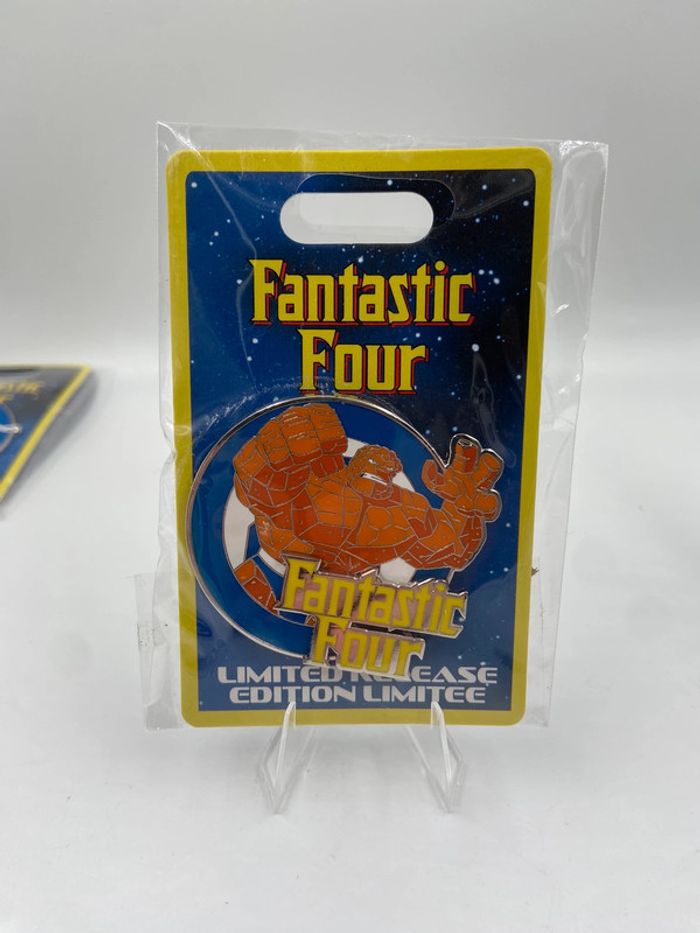 Fantastic
Four
Fantastic
Four
LIMITED RELEASE
EDITION LIMITEE